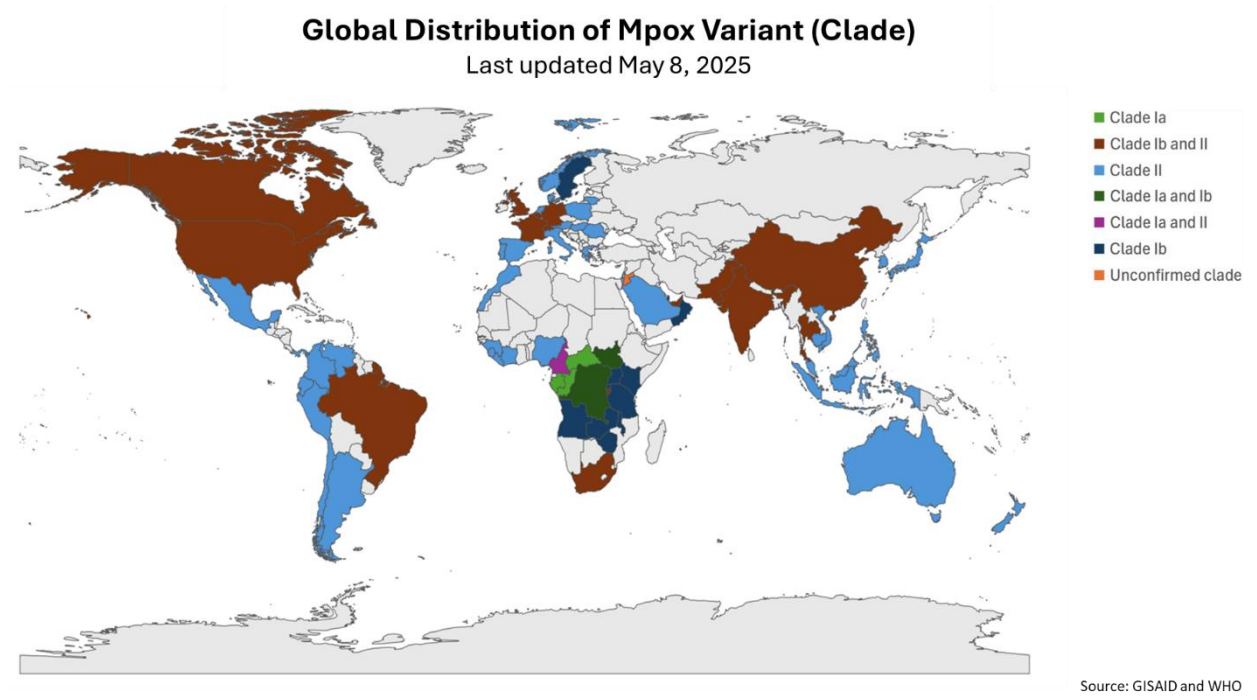 Global Distribution of Mpox Variant (Clade)
Last updated May 8, 2025
Clade Ia
Clade Ib and II
Clade II
Clade Ia and Ib
Clade Ia and II
Clade Ib
Unconfirmed clade
Source: GISAID and WHO